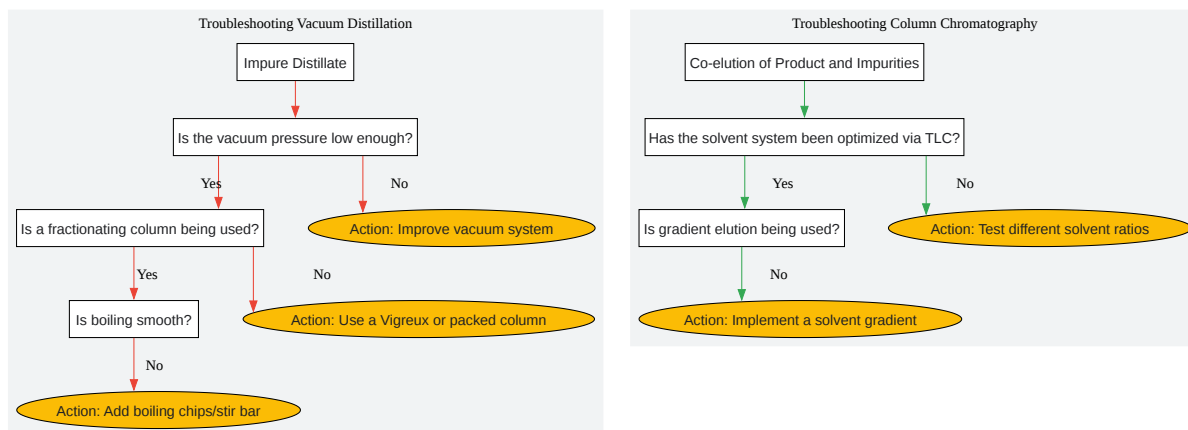 Troubleshooting Vacuum Distillation
Impure Distillate
Is the vacuum pressure low enough?
Yes
No
Is a fractionating column being used?
Action: Improve vacuum system
Yes
No
Is boiling smooth?
Action: Use a Vigreux or packed column
No
Action: Add boiling chips/stir bar
Troubleshooting Column Chromatography
Co-elution of Product and Impurities
Has the solvent system been optimized via TLC?
Yes
No
Is gradient elution being used?
Action: Test different solvent ratios
No
Action: Implement a solvent gradient